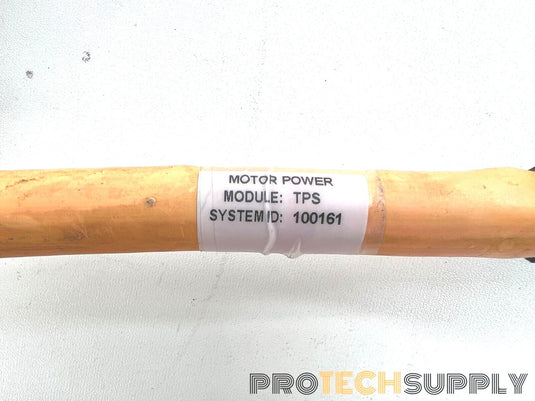 MOTOR POWER
MODULE: TPS
SYSTEM ID: 100161
PROTECHSUPPLY